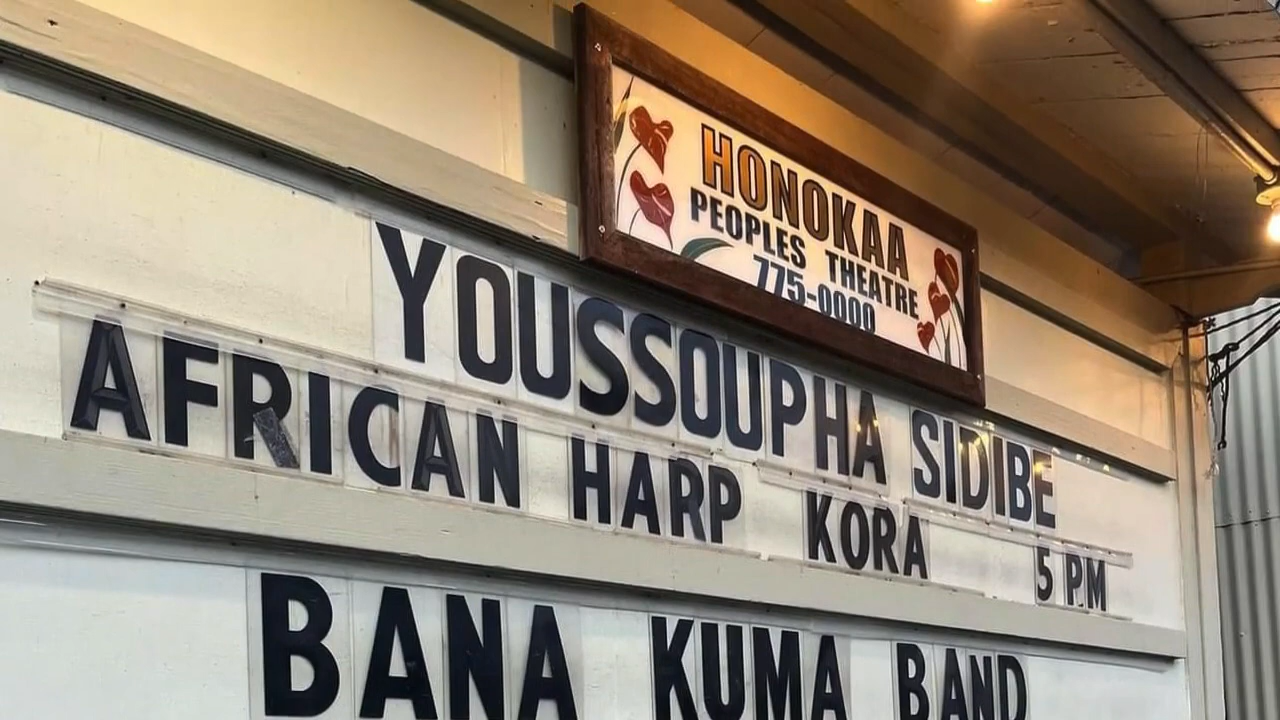 HONOKAA
PEOPLES THEATRE
775-0000
YOUSSOUPHA SIDIBE
AFRICAN HARP KORA 5 PM
BANA KUMA BAND